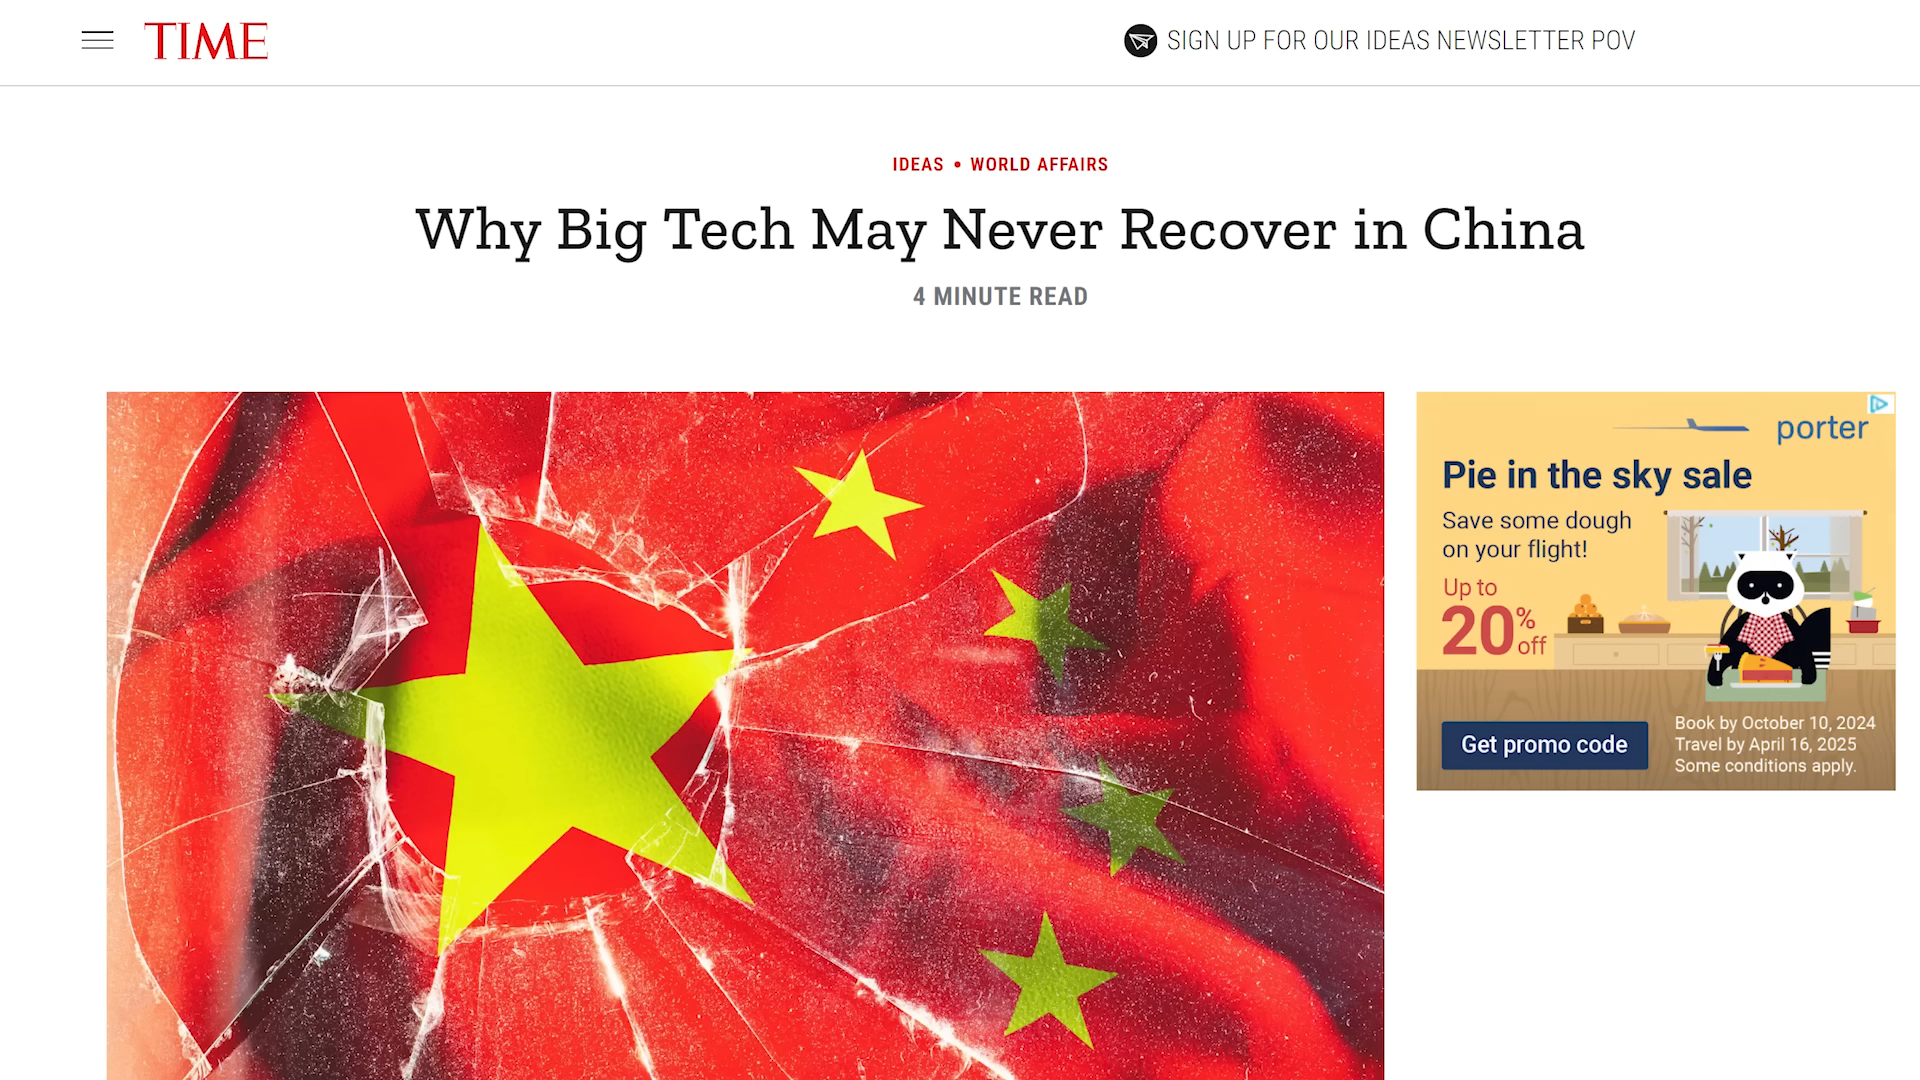 TIME
SIGN UP FOR OUR IDEAS NEWSLETTER POV
IDEAS • WORLD AFFAIRS
Why Big Tech May Never Recover in China
4 MINUTE READ
porter
Pie in the sky sale
Save some dough
on your flight!
Up to
20% off
Get promo code
Book by October 10, 2024
Travel by April 16, 2025
Some conditions apply.